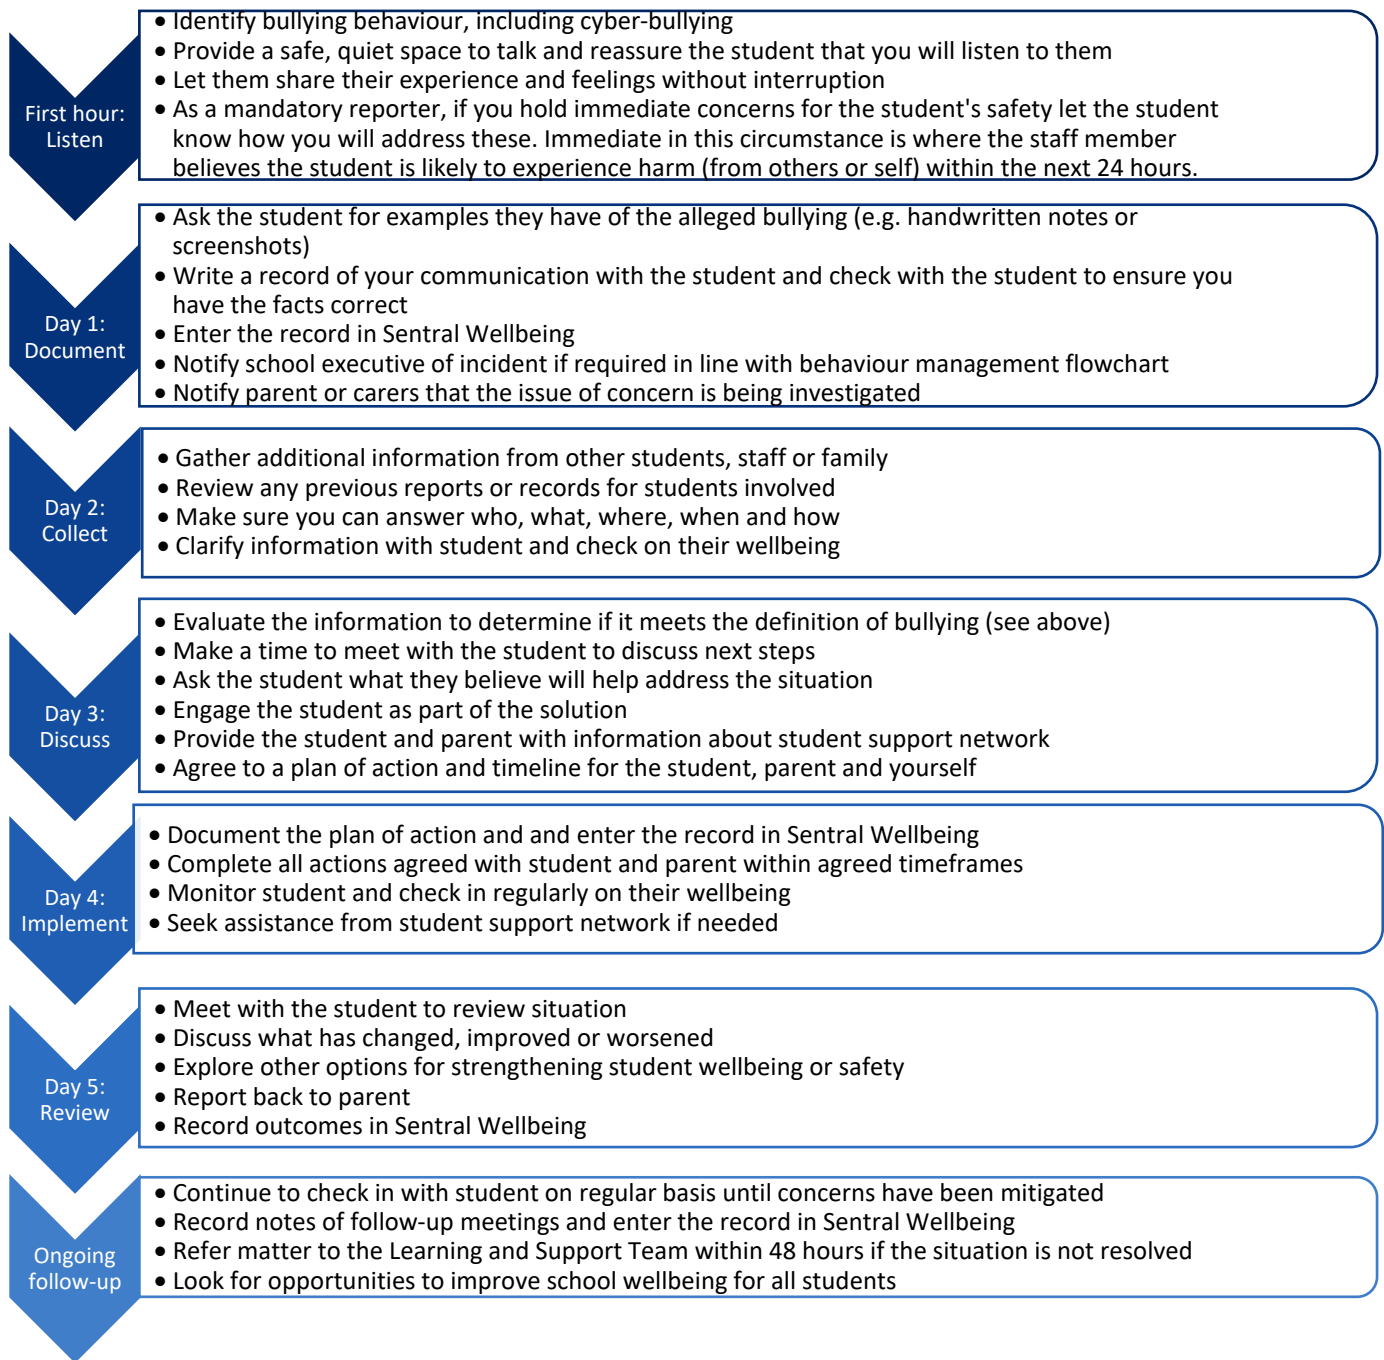 First hour:
Listen
• Identify bullying behaviour, including cyber-bullying
• Provide a safe, quiet space to talk and reassure the student that you will listen to them
• Let them share their experience and feelings without interruption
• As a mandatory reporter, if you hold immediate concerns for the student's safety let the student
know how you will address these. Immediate in this circumstance is where the staff member
believes the student is likely to experience harm (from others or self) within the next 24 hours.
Day 1:
Document
• Ask the student for examples they have of the alleged bullying (e.g. handwritten notes or
screenshots)
• Write a record of your communication with the student and check with the student to ensure you
have the facts correct
• Enter the record in Sentral Wellbeing
• Notify school executive of incident if required in line with behaviour management flowchart
• Notify parent or carers that the issue of concern is being investigated
Day 2:
Collect
• Gather additional information from other students, staff or family
• Review any previous reports or records for students involved
• Make sure you can answer who, what, where, when and how
• Clarify information with student and check on their wellbeing
Day 3:
Discuss
• Evaluate the information to determine if it meets the definition of bullying (see above)
• Make a time to meet with the student to discuss next steps
• Ask the student what they believe will help address the situation
• Engage the student as part of the solution
• Provide the student and parent with information about student support network
• Agree to a plan of action and timeline for the student, parent and yourself
Day 4:
Implement
• Document the plan of action and and enter the record in Sentral Wellbeing
• Complete all actions agreed with student and parent within agreed timeframes
• Monitor student and check in regularly on their wellbeing
• Seek assistance from student support network if needed
Day 5:
Review
• Meet with the student to review situation
• Discuss what has changed, improved or worsened
• Explore other options for strengthening student wellbeing or safety
• Report back to parent
• Record outcomes in Sentral Wellbeing
Ongoing
follow-up
• Continue to check in with student on regular basis until concerns have been mitigated
• Record notes of follow-up meetings and enter the record in Sentral Wellbeing
• Refer matter to the Learning and Support Team within 48 hours if the situation is not resolved
• Look for opportunities to improve school wellbeing for all students